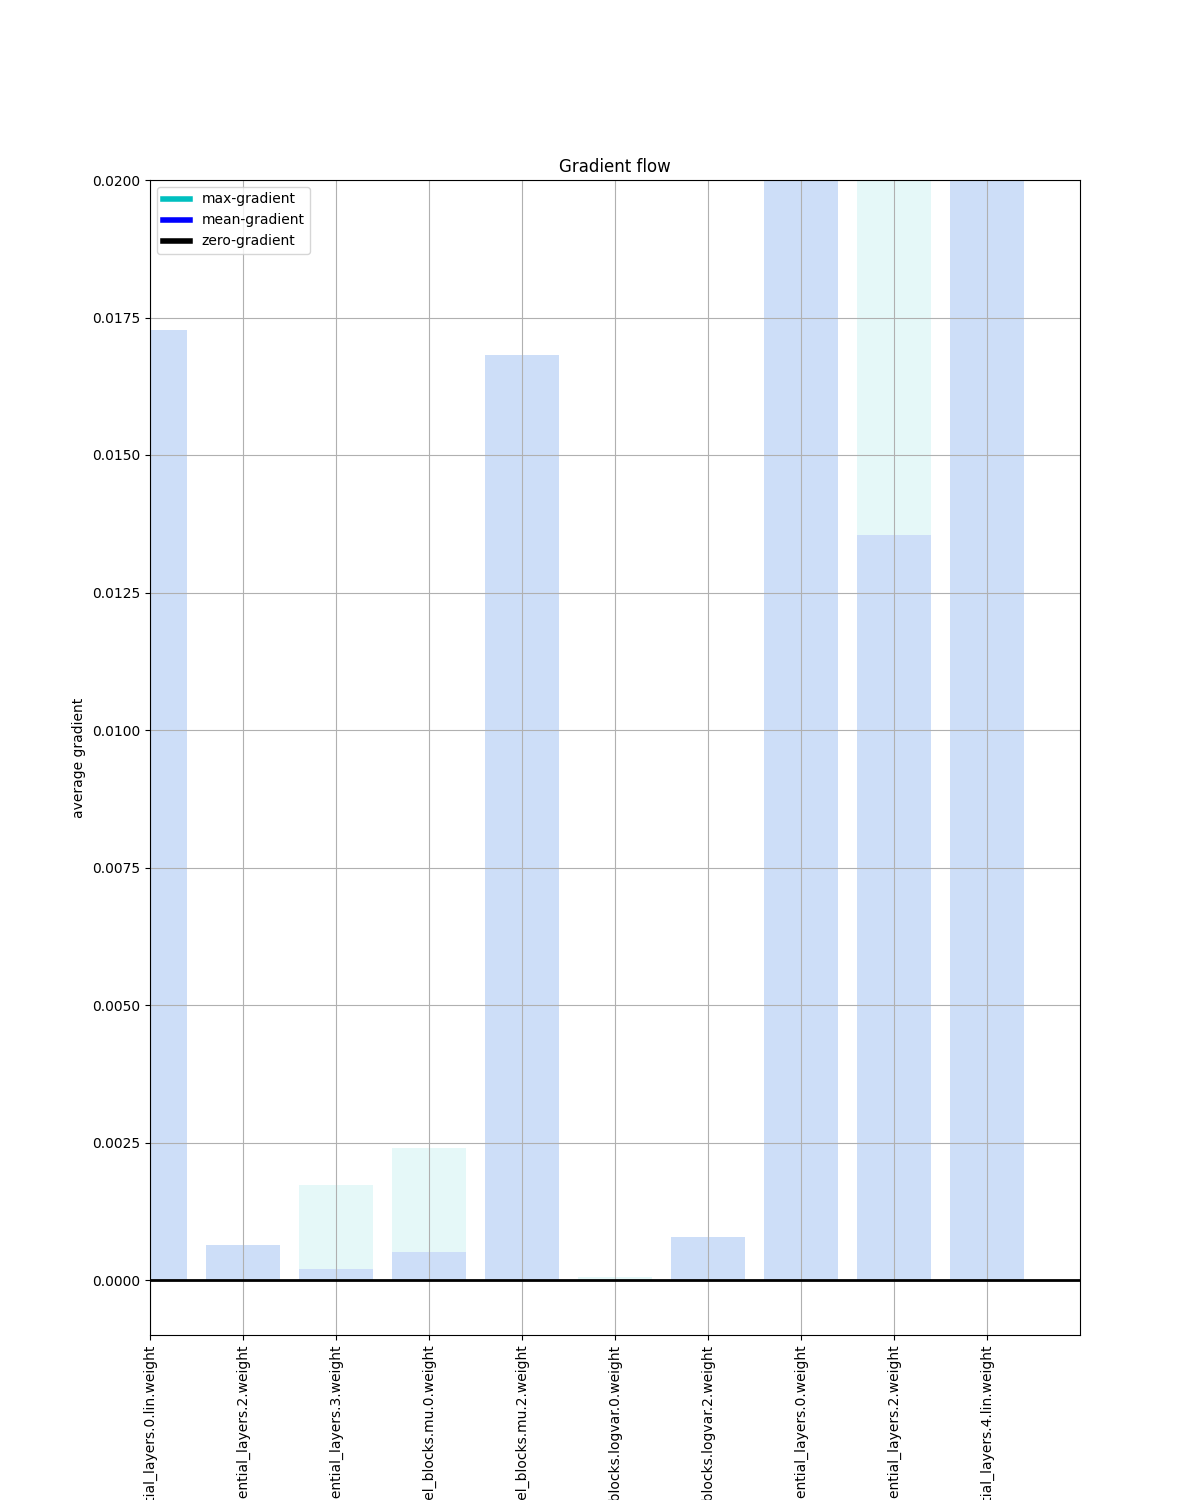 Gradient flow
max-gradient
mean-gradient
zero-gradient
0.0200
0.0175
0.0150
0.0125
0.0100
0.0075
0.0050
0.0025
0.0000
average gradient
tial_layers.0.lin.weight
ential_layers.2.weight
ential_layers.3.weight
el_blocks.mu.0.weight
el_blocks.mu.2.weight
blocks.logvar.0.weight
blocks.logvar.2.weight
ential_layers.0.weight
ential_layers.2.weight
tial_layers.4.lin.weight